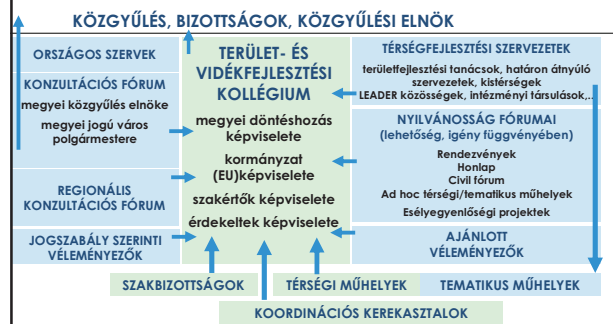 KÖZGYŰLÉS, BIZOTTSÁGOK, KÖZGYŰLÉSI ELNÖK
ORSZÁGOS SZERVEK
KONZULTÁCIÓS FÓRUM
megyei közgyűlés elnöke
megyei jogú város
polgármestere
REGIONÁLIS
KONZULTÁCIÓS FÓRUM
JOGSZABÁLY SZERINTI
VÉLEMÉNYEZŐK
TERÜLET- ÉS
VIDÉKFEJLESZTÉSI
KOLLÉGIUM
megyei döntéshozás
képviselete
kormányzat
(EU)képviselete
szakértők képviselete
érdekeltek képviselete
TÉRSÉGFEJLESZTÉSI SZERVEZETEK
területfejlesztési tanácsok, határon átnyúló
szervezetek, kistérségek
LEADER közösségek, intézményi társulások,..
NYILVÁNOSSÁG FÓRUMAI
(lehetőség, igény függvényében)
Rendezvények
Honlap
Civil fórum
Ad hoc térségi/tematikus műhelyek
Esélyegyenlőségi projektek
AJÁNLOTT
VÉLEMÉNYEZŐK
SZAKBIZOTTSÁGOK
TÉRSÉGI MŰHELYEK
TEMATIKUS MŰHELYEK
KOORDINÁCIÓS KEREKASZTALOK